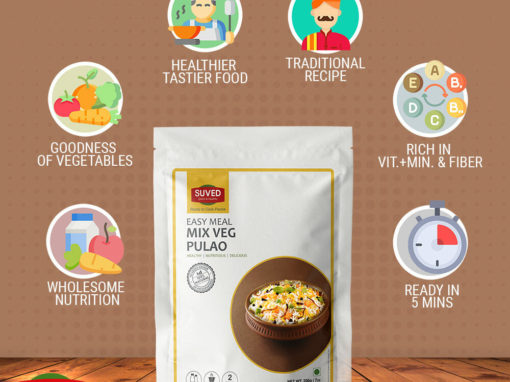 HEALTHIER
TASTIER FOOD
TRADITIONAL
RECIPE
GOODNESS
OF VEGETABLES
E
A
B
D
C
B
RICH IN
VIT.+MIN. & FIBER
WHOLESOME
NUTRITION
READY IN
5 MINS
SUVED
EASY MEAL
MIX VEG
PULAO
HEALTHY | NUTRITIOUS | DELICIOUS
2